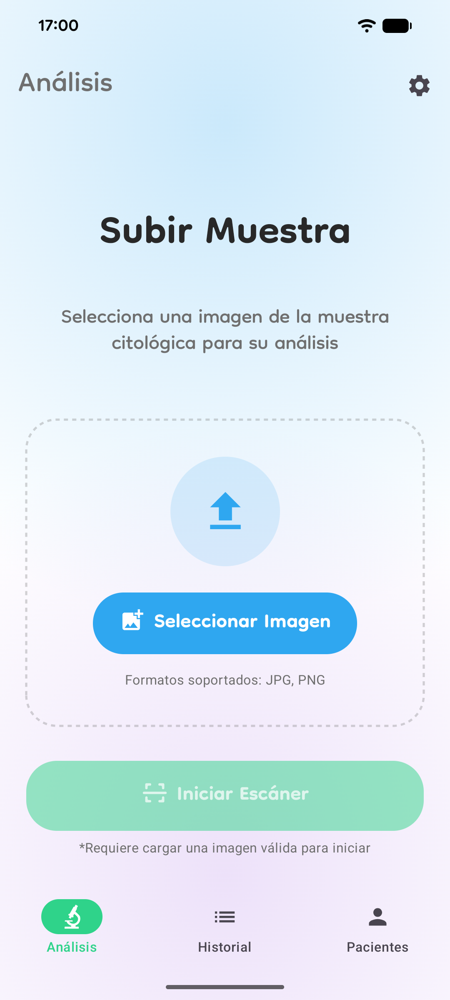 17:00
Análisis
Subir Muestra
Selecciona una imagen de la muestra
citológica para su análisis
Seleccionar Imagen
Formatos soportados: JPG, PNG
Iniciar Escáner
*Requiere cargar una imagen válida para iniciar
Análisis
Historial
Pacientes